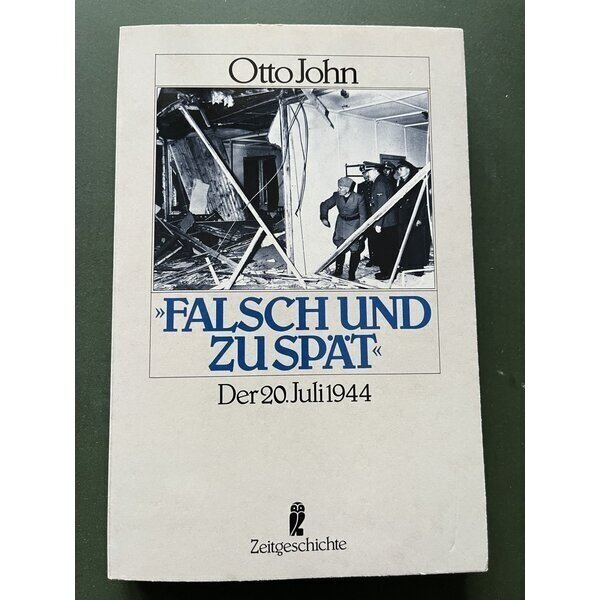 Otto John
»FALSCH UND
ZU SPÄT«
Der 20. Juli 1944
Zeitgeschichte